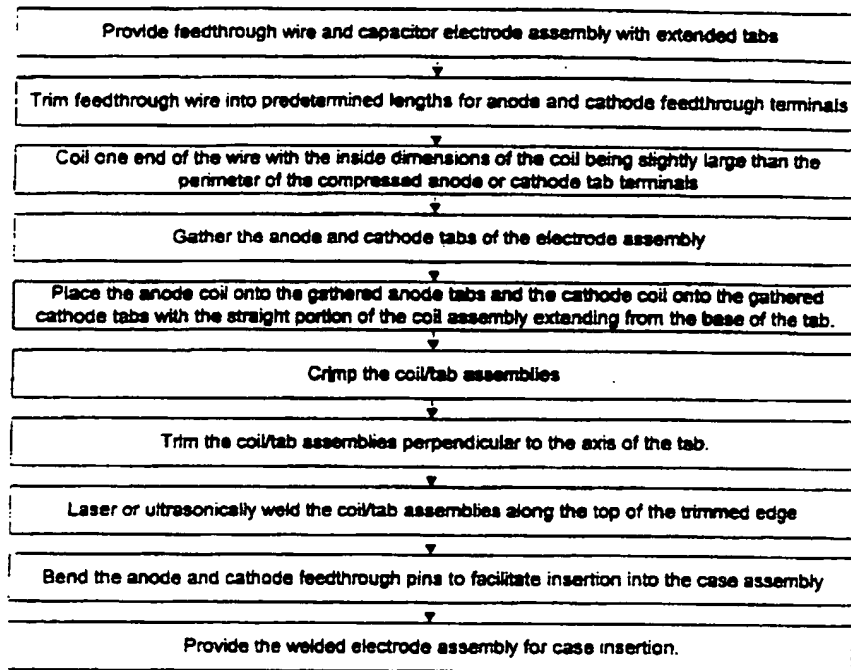 Provide feedthrough wire and capacitor electrode assembly with extended tabs
Trim feedthrough wire into predetermined lengths for anode and cathode feedthrough terminals
Coil one end of the wire with the inside dimensions of the coil being slightly large than the
perimeter of the compressed anode or cathode tab terminals
Gather the anode and cathode tabs of the electrode assembly
Place the anode coil onto the gathered anode tabs and the cathode coil onto the gathered
cathode tabs with the straight portion of the coil assembly extending from the base of the tab.
Crimp the coil/tab assemblies
Trim the coil/tab assemblies perpendicular to the axis of the tab.
Laser or ultrasonically weld the coil/tab assemblies along the top of the trimmed edge
Bend the anode and cathode feedthrough pins to facilitate insertion into the case assembly
Provide the welded electrode assembly for case insertion.